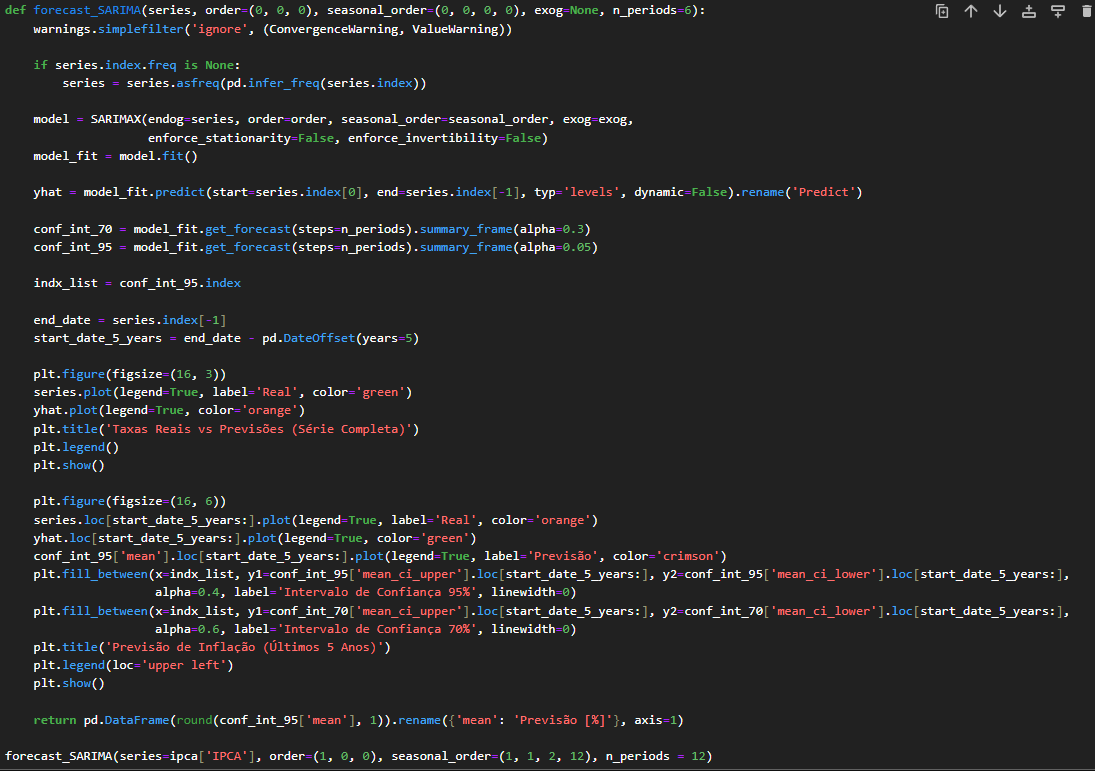 def forecast_SARIMA(series, order=(0, 0, 0), seasonal_order=(0, 0, 0, 0), exog=None, n_periods=6):
    warnings.simplefilter('ignore', (ConvergenceWarning, ValueWarning))

    if series.index.freq is None:
        series = series.asfreq(pd.infer_freq(series.index))

    model = SARIMAX(endog=series, order=order, seasonal_order=seasonal_order, exog=exog,
                    enforce_stationarity=False, enforce_invertibility=False)
    model_fit = model.fit()

    yhat = model_fit.predict(start=series.index[0], end=series.index[-1], typ='levels', dynamic=False).rename('Predict')

    conf_int_70 = model_fit.get_forecast(steps=n_periods).summary_frame(alpha=0.3)
    conf_int_95 = model_fit.get_forecast(steps=n_periods).summary_frame(alpha=0.05)

    indx_list = conf_int_95.index

    end_date = series.index[-1]
    start_date_5_years = end_date - pd.DateOffset(years=5)

    plt.figure(figsize=(16, 3))
    series.plot(legend=True, label='Real', color='green')
    yhat.plot(legend=True, color='orange')
    plt.title('Taxas Reais vs Previsões (Série Completa)')
    plt.legend()
    plt.show()

    plt.figure(figsize=(16, 6))
    series.loc[start_date_5_years:].plot(legend=True, label='Real', color='orange')
    yhat.loc[start_date_5_years:].plot(legend=True, color='green')
    conf_int_95['mean'].loc[start_date_5_years:].plot(legend=True, label='Previsão', color='crimson')
    plt.fill_between(x=indx_list, y1=conf_int_95['mean_ci_upper'].loc[start_date_5_years:], y2=conf_int_95['mean_ci_lower'].loc[start_date_5_years:],
                     alpha=0.4, label='Intervalo de Confiança 95%', linewidth=0)
    plt.fill_between(x=indx_list, y1=conf_int_70['mean_ci_upper'].loc[start_date_5_years:], y2=conf_int_70['mean_ci_lower'].loc[start_date_5_years:],
                     alpha=0.6, label='Intervalo de Confiança 70%', linewidth=0)
    plt.title('Previsão de Inflação (Últimos 5 Anos)')
    plt.legend(loc='upper left')
    plt.show()

    return pd.DataFrame(round(conf_int_95['mean'], 1)).rename({'mean': 'Previsão [%]'}, axis=1)

forecast_SARIMA(series=ipca['IPCA'], order=(1, 0, 0), seasonal_order=(1, 1, 2, 12), n_periods = 12)